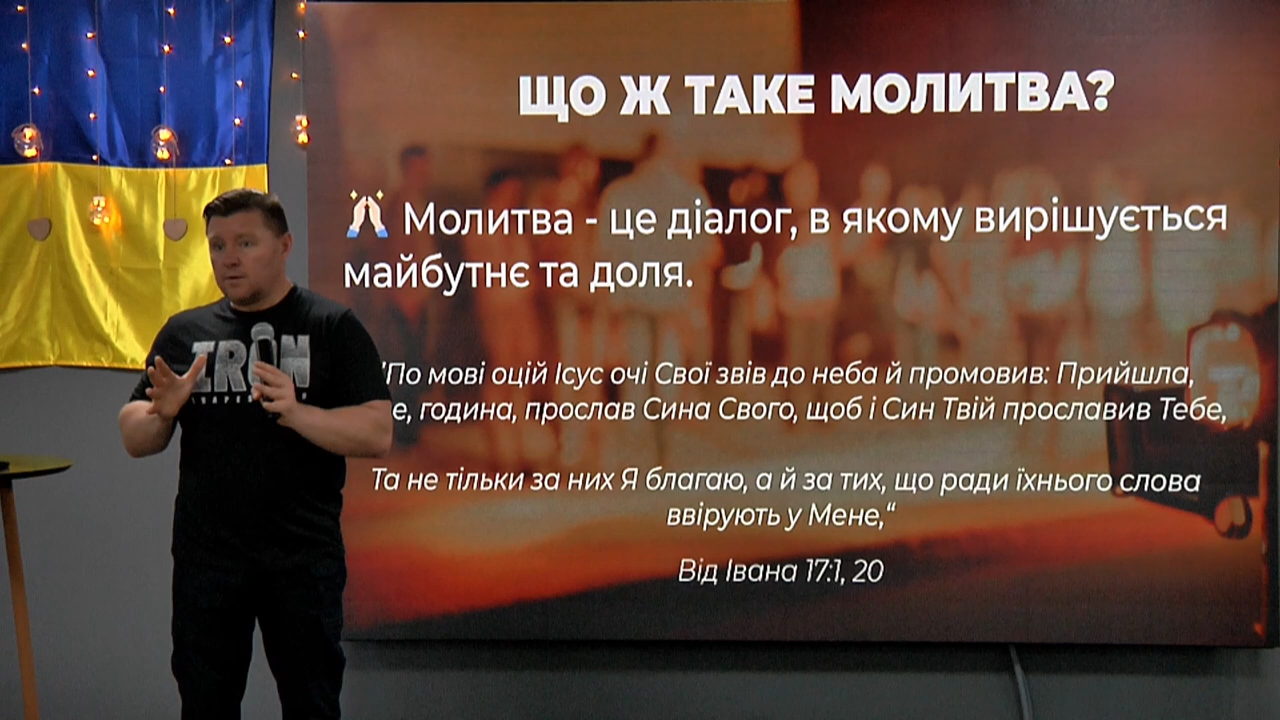 ЩО Ж ТАКЕ МОЛИТВА?
Молитва - це діалог, в якому вирішується
майбутнє та доля.
"По мові оцій Ісус очі Свої звів до неба й промовив: Прийшла,
година, прослав Сина Свого, щоб і Син Твій прославив Тебе,
Та не тільки за них Я благаю, а й за тих, що ради їхнього слова
ввірують у Мене,“
Від Івана 17:1, 20